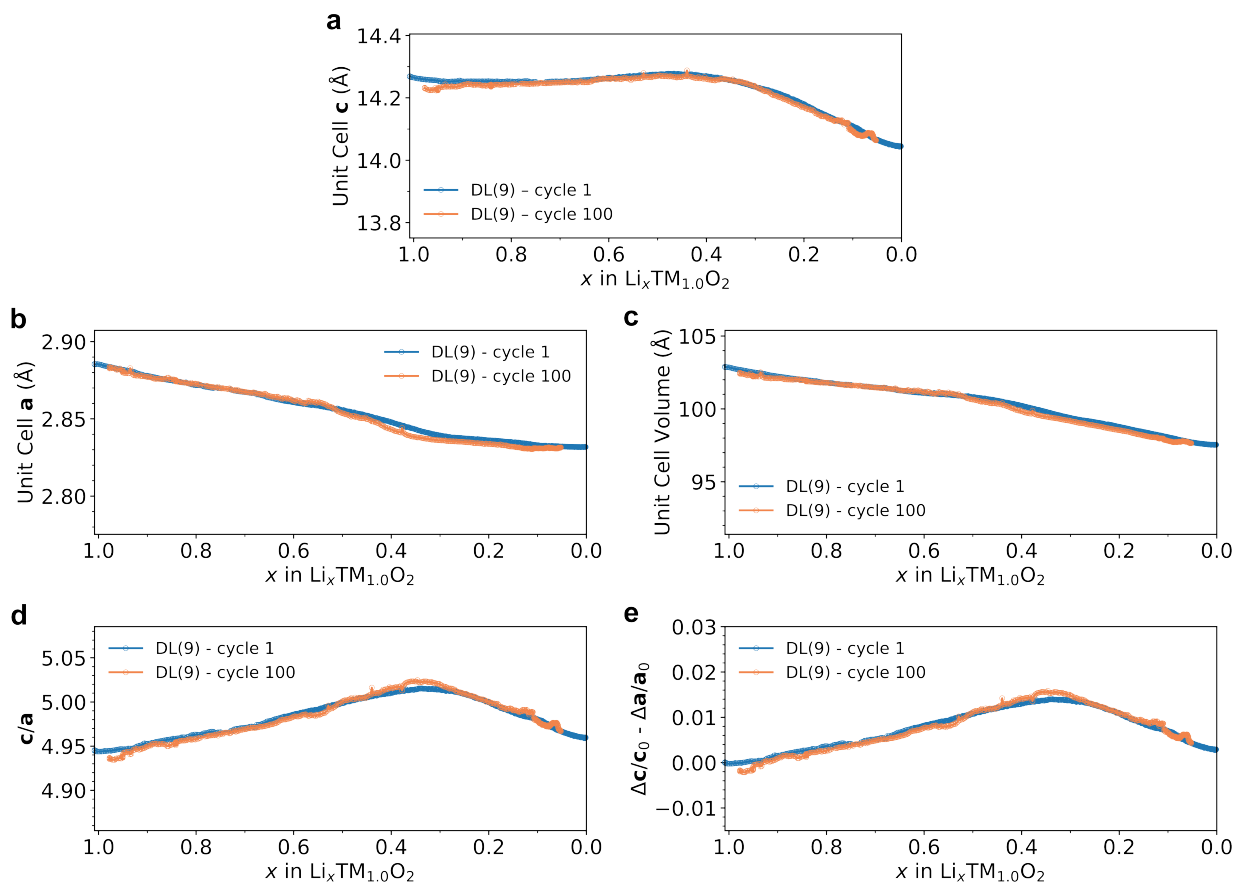 a
14.4
14.2
14.0
13.8
Unit Cell c (Å)
DL(9) – cycle 1
DL(9) – cycle 100
1.0 0.8 0.6 0.4 0.2 0.0
x in LiₓTM₁.₀O₂
b
2.90
2.85
2.80
Unit Cell a (Å)
DL(9) - cycle 1
DL(9) - cycle 100
1.0 0.8 0.6 0.4 0.2 0.0
x in LiₓTM₁.₀O₂
c
105
100
95
Unit Cell Volume (Å)
DL(9) - cycle 1
DL(9) - cycle 100
1.0 0.8 0.6 0.4 0.2 0.0
x in LiₓTM₁.₀O₂
d
5.05
5.00
4.95
4.90
c/a
DL(9) - cycle 1
DL(9) - cycle 100
1.0 0.8 0.6 0.4 0.2 0.0
x in LiₓTM₁.₀O₂
e
0.03
0.02
0.01
0.00
−0.01
Δc/c₀ - Δa/a₀
DL(9) - cycle 1
DL(9) - cycle 100
1.0 0.8 0.6 0.4 0.2 0.0
x in LiₓTM₁.₀O₂